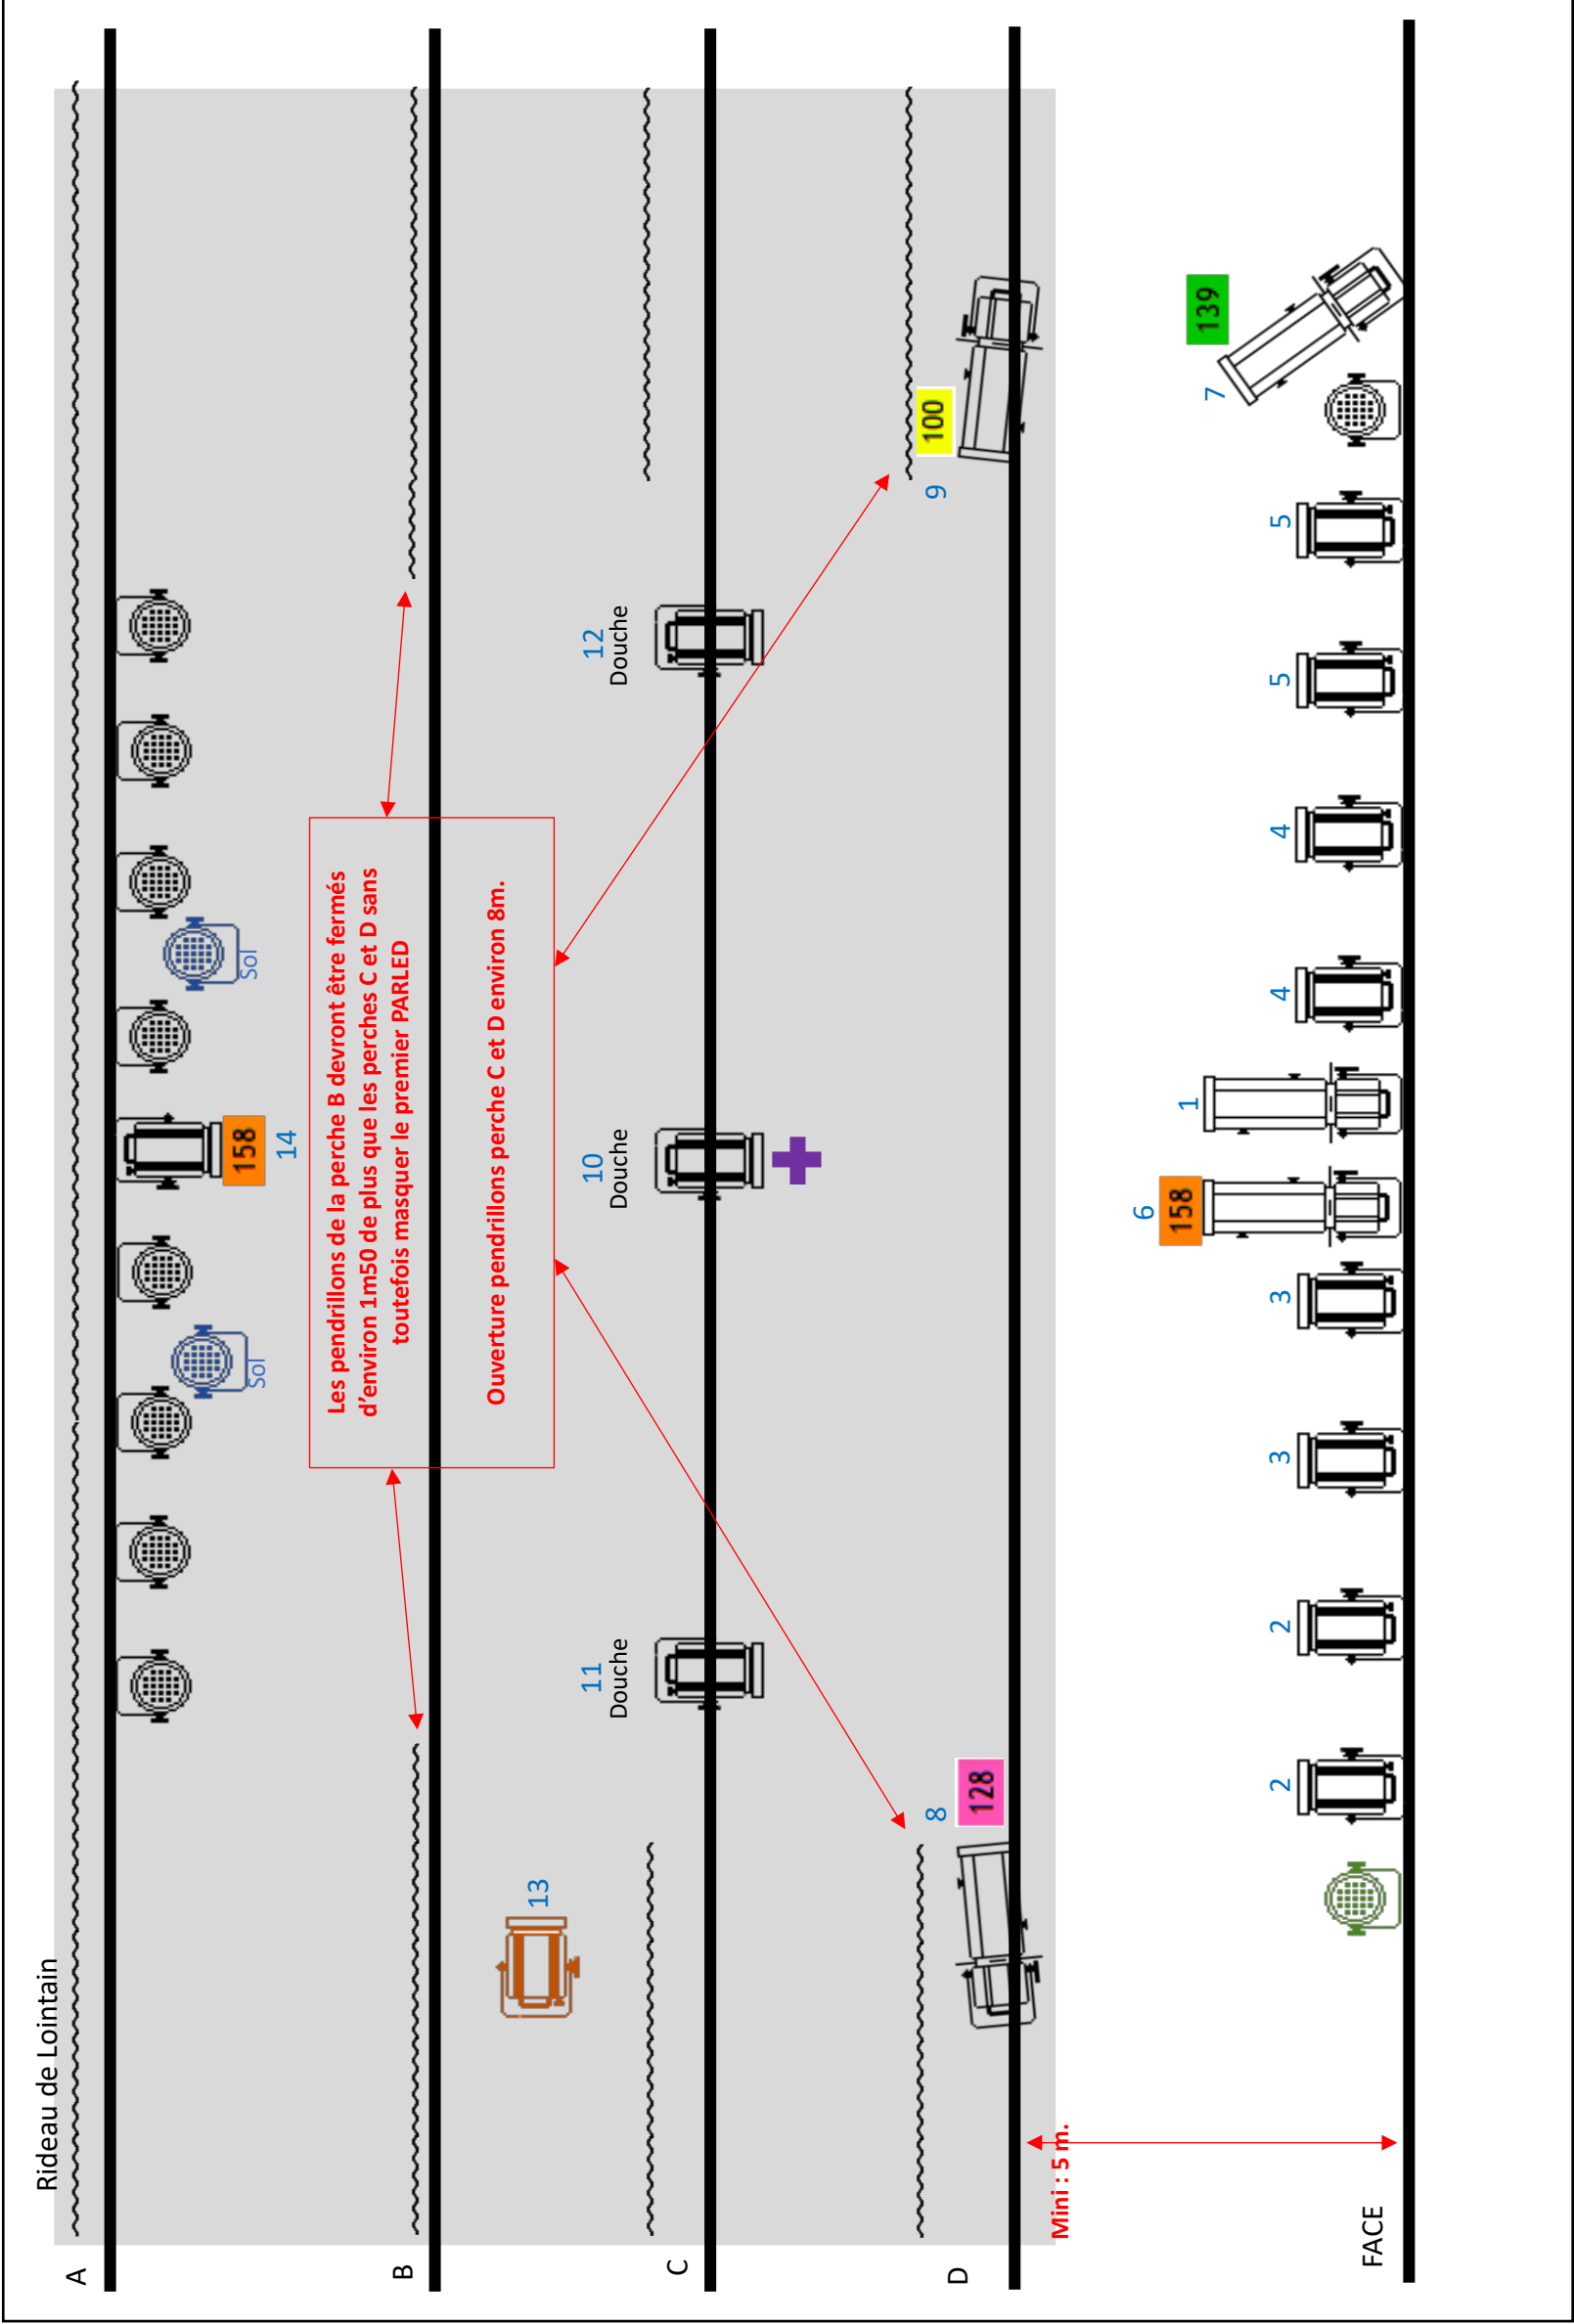 Rideau de Lointain
A
Sol
158
Sol
14
Les pendrillons de la perche B devront être fermés
d'environ 1m50 de plus que les perches C et D sans
toutefois masquer le premier PARLED
B
Ouverture pendrillons perche C et D environ 8m.
13
11
Douche
10
Douche
12
Douche
C
8
128
9
100
D
Mini : 5 m.
6
158
1
7
139
2
2
3
3
4
4
5
5
FACE